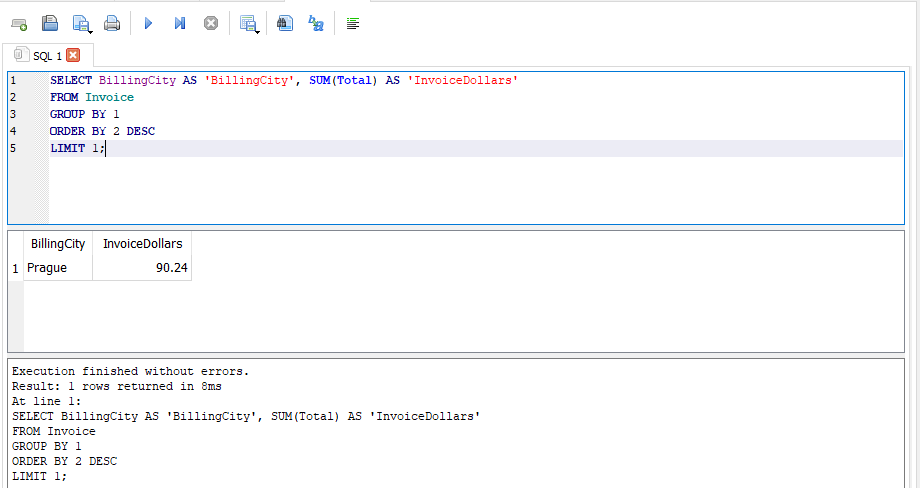 SQL 1
1 SELECT BillingCity AS 'BillingCity', SUM(Total) AS 'InvoiceDollars'
2 FROM Invoice
3 GROUP BY 1
4 ORDER BY 2 DESC
5 LIMIT 1;
BillingCity InvoiceDollars
1 Prague 90.24
Execution finished without errors.
Result: 1 rows returned in 8ms
At line 1:
SELECT BillingCity AS 'BillingCity', SUM(Total) AS 'InvoiceDollars'
FROM Invoice
GROUP BY 1
ORDER BY 2 DESC
LIMIT 1;